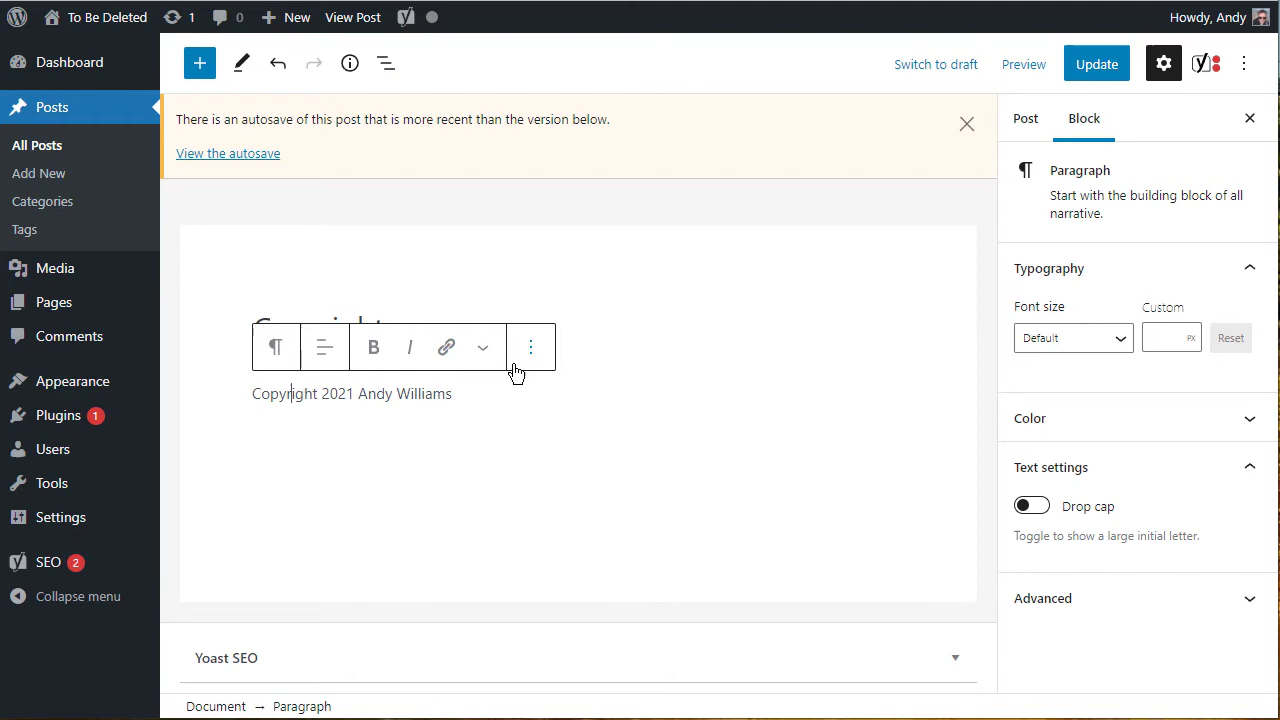 To Be Deleted 1 0 New View Post Howdy, Andy
Dashboard
Posts
All Posts
Add New
Categories
Tags
Media
Pages
Comments
Appearance
Plugins 1
Users
Tools
Settings
SEO 2
Collapse menu
Switch to draft Preview Update
There is an autosave of this post that is more recent than the version below.
View the autosave
B I
Copyright 2021 Andy Williams
Yoast SEO
Document → Paragraph
Post Block
Paragraph
Start with the building block of all
narrative.
Typography
Font size Custom
Default PX Reset
Color
Text settings
Drop cap
Toggle to show a large initial letter.
Advanced